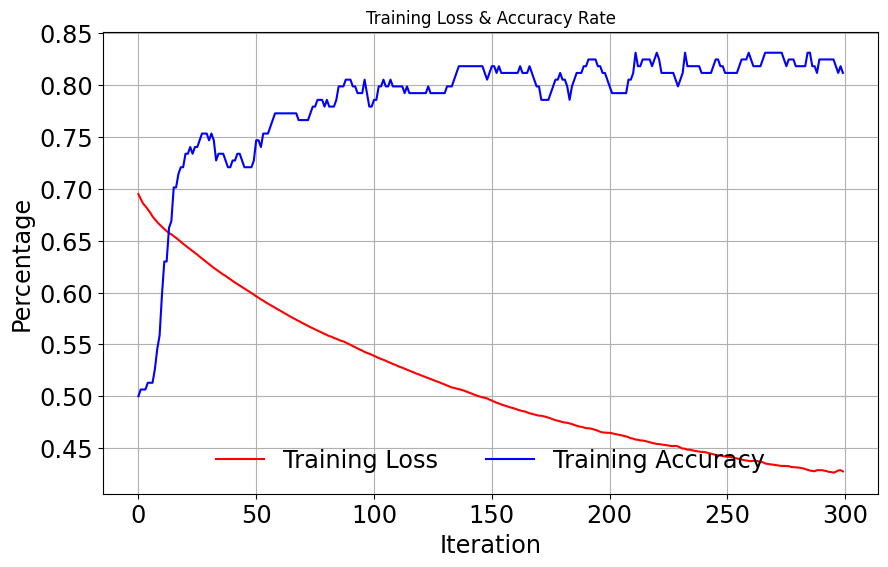 Training Loss & Accuracy Rate
0.85
0.80
0.75
0.70
0.65
0.60
0.55
0.50
0.45
Percentage
Training Loss Training Accuracy
0 50 100 150 200 250 300
Iteration